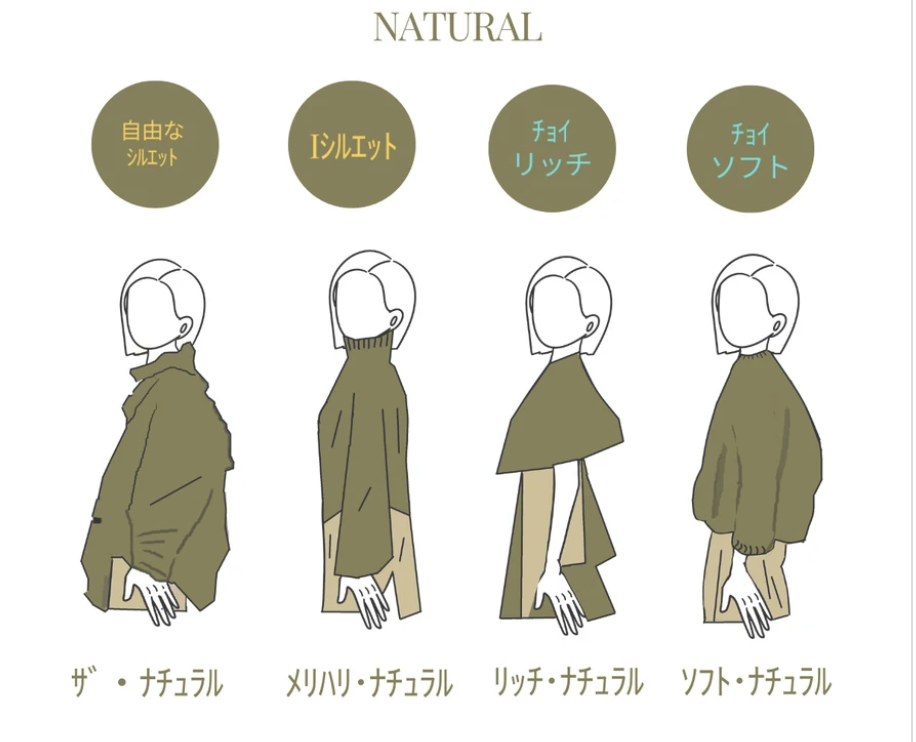 NATURAL
自由な
シルエット
Iシルエット
チョイ
リッチ
チョイ
ソフト
ザ・ナチュラル
メリハリ・ナチュラル
リッチ・ナチュラル
ソフト・ナチュラル